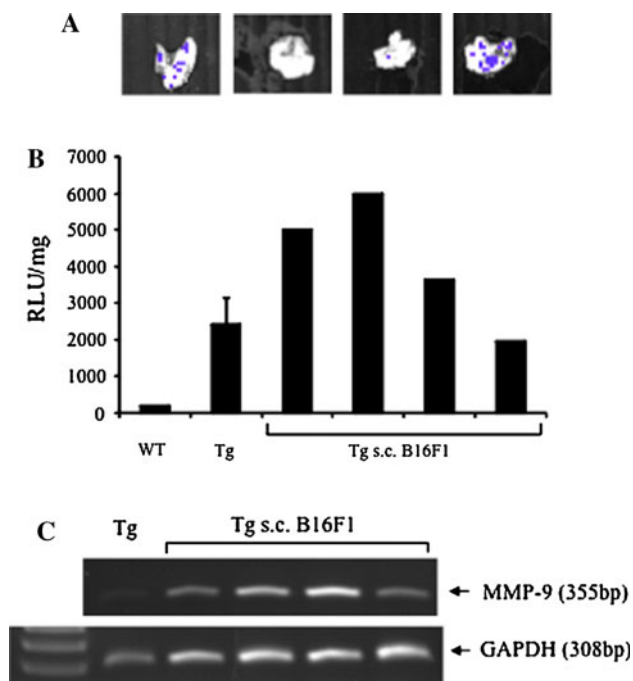 A
B
7000
6000
5000
4000
3000
2000
1000
0
RLU/mg
WT
Tg
Tg s.c. B16F1
C
Tg
Tg s.c. B16F1
MMP-9 (355bp)
GAPDH (308bp)